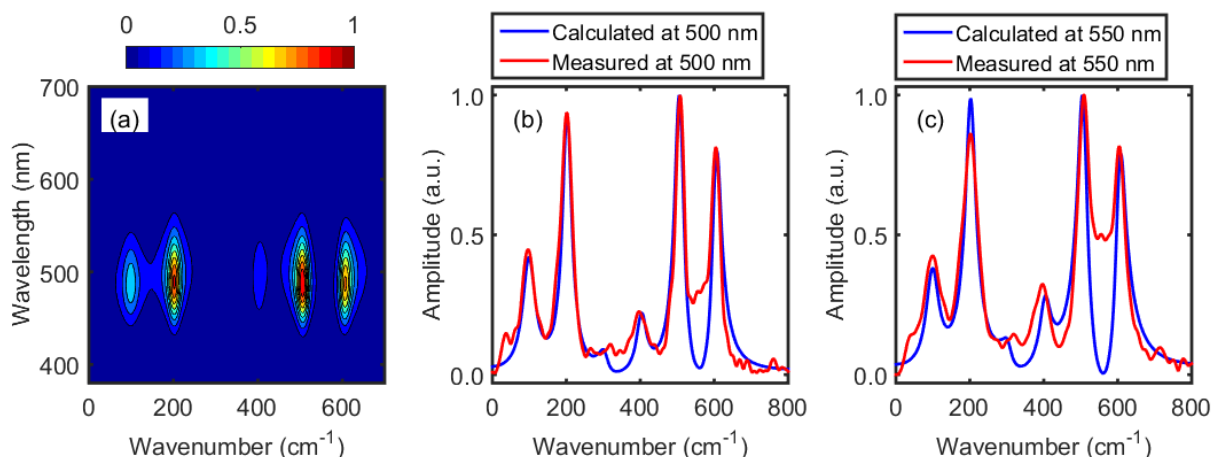 0 0.5 1
Calculated at 500 nm
Measured at 500 nm
Calculated at 550 nm
Measured at 550 nm
(a)
700
600
500
400
Wavelength (nm)
0 200 400 600
Wavenumber (cm⁻¹)
(b)
1.0
0.5
0.0
Amplitude (a.u.)
0 200 400 600 800
Wavenumber (cm⁻¹)
(c)
1.0
0.5
0.0
Amplitude (a.u.)
0 200 400 600 800
Wavenumber (cm⁻¹)